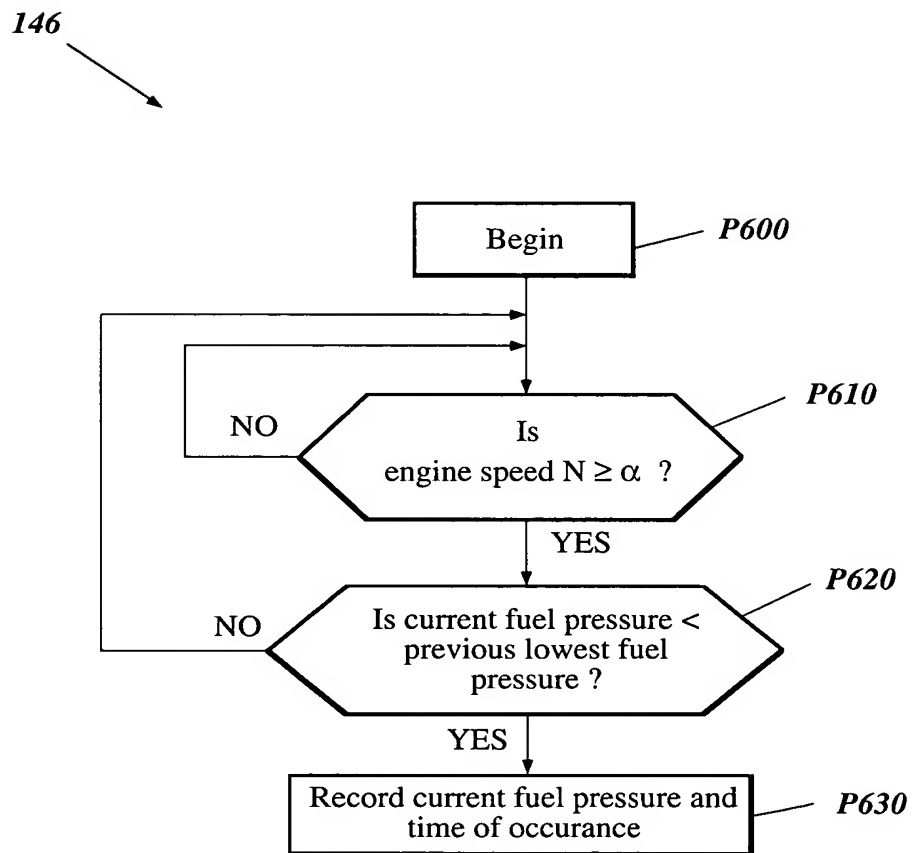 146
Begin
P600
P610
NO
Is
engine speed N ≥ α ?
YES
P620
NO
Is current fuel pressure <
previous lowest fuel
pressure ?
YES
Record current fuel pressure and
time of occurance
P630